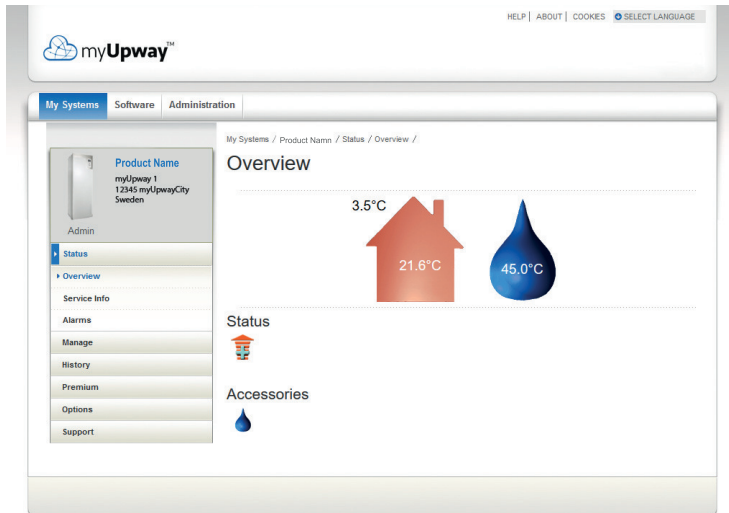 HELP | ABOUT | COOKIES SELECT LANGUAGE
myUpway™
My Systems Software Administration
My Systems / Product Namn / Status / Overview /
Overview
Product Name
myUpway 1
12345 myUpwayCity
Sweden
Admin
Status
Overview
Service Info
Alarms
Manage
History
Premium
Options
Support
3.5°C
21.6°C
45.0°C
Status
Accessories